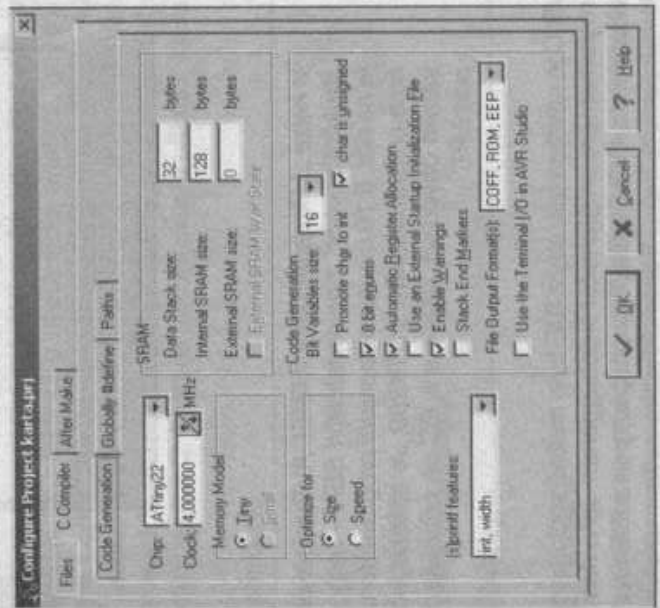 Configure Project karta.prj
Files C Compiler After Make
Code Generation Globally #define Paths
Chip: ATtiny22
Clock: 4.000000 MHz
Memory Model
Tiny
Small
Optimize for
Size
Speed
(s)printf features:
int, width
SRAM
Data Stack size: 32 bytes
Internal SRAM size: 128 bytes
External SRAM size: 0 bytes
External SRAM Wait State
Code Generation
Bit Variables size: 16
Promote char to int char is unsigned
8 bit enums
Automatic Register Allocation
Use an External Startup Initialization File
Enable Warnings
Stack End Markers
File Output Format(s): COFF, ROM, EEP
Use the Terminal I/O in AVR Studio
OK Cancel Help